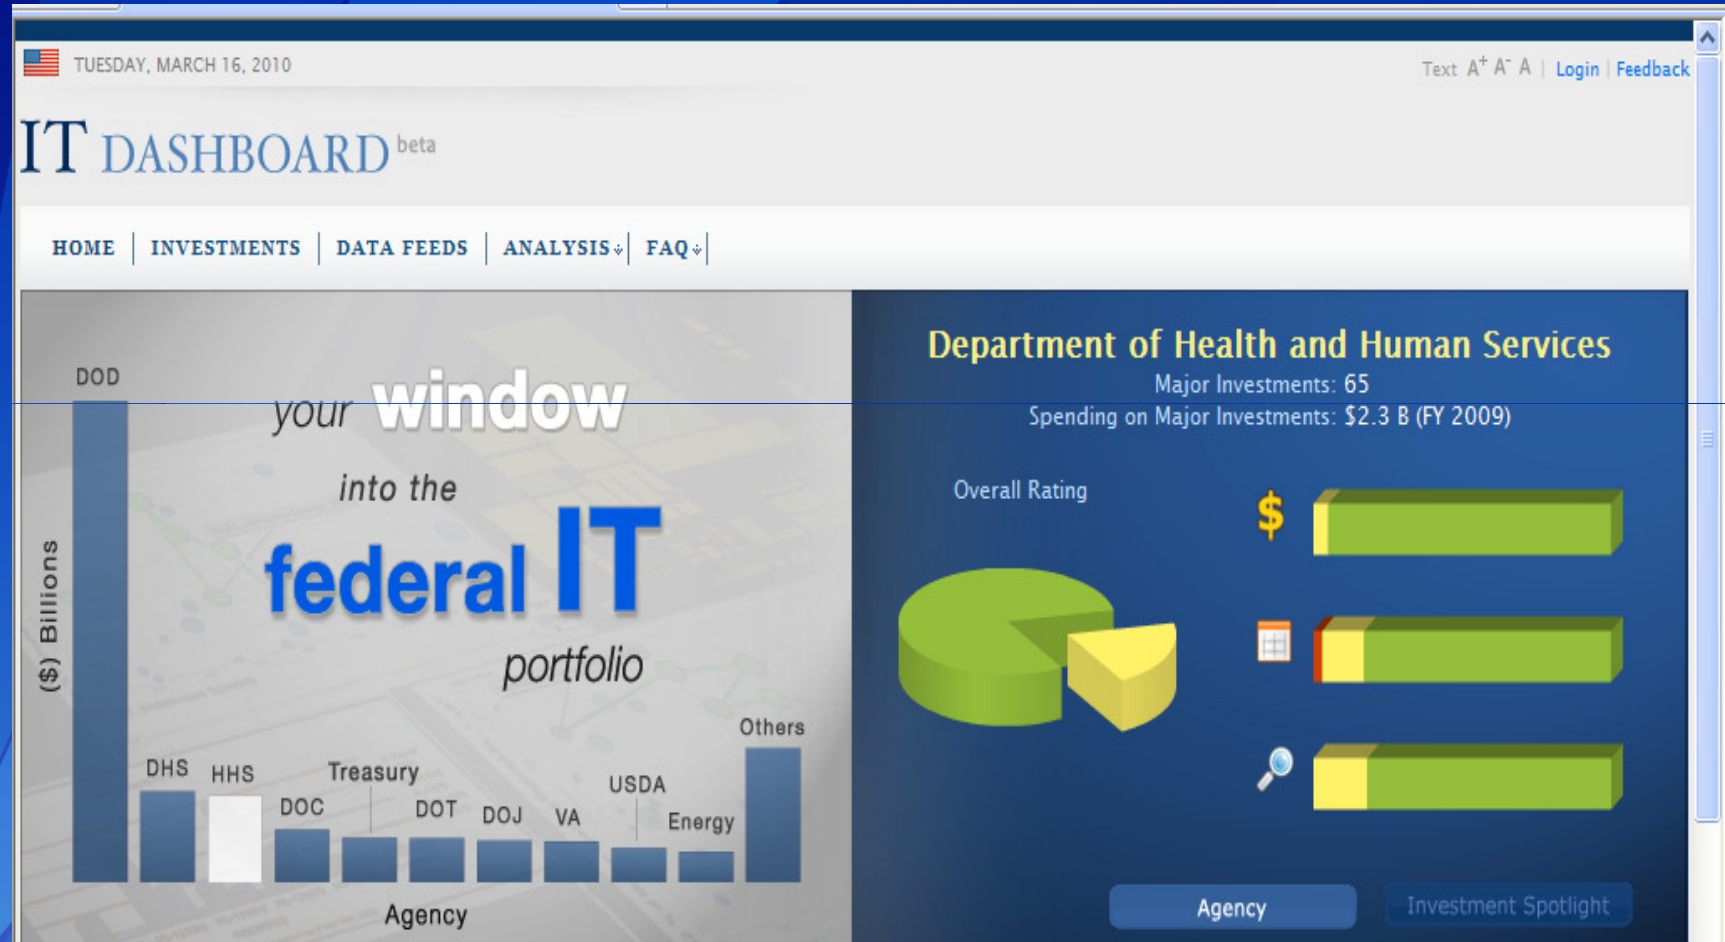 TUESDAY, MARCH 16, 2010
Text A+ A- A | Login | Feedback
IT DASHBOARD beta
HOME | INVESTMENTS | DATA FEEDS | ANALYSIS | FAQ
your window
into the
federal IT
portfolio
($) Billions
DOD
DHS
HHS
DOC
Treasury
DOT
DOJ
VA
USDA
Energy
Others
Agency
Department of Health and Human Services
Major Investments: 65
Spending on Major Investments: $2.3 B (FY 2009)
Overall Rating
$
Agency
Investment Spotlight